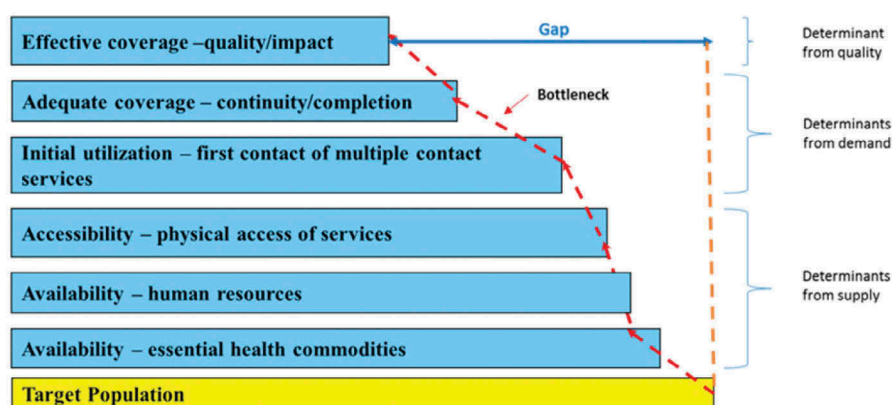 Effective coverage –quality/impact
Gap
Determinant
from quality
Adequate coverage – continuity/completion
Bottleneck
Initial utilization – first contact of multiple contact
services
Determinants
from demand
Accessibility – physical access of services
Availability – human resources
Availability – essential health commodities
Determinants
from supply
Target Population